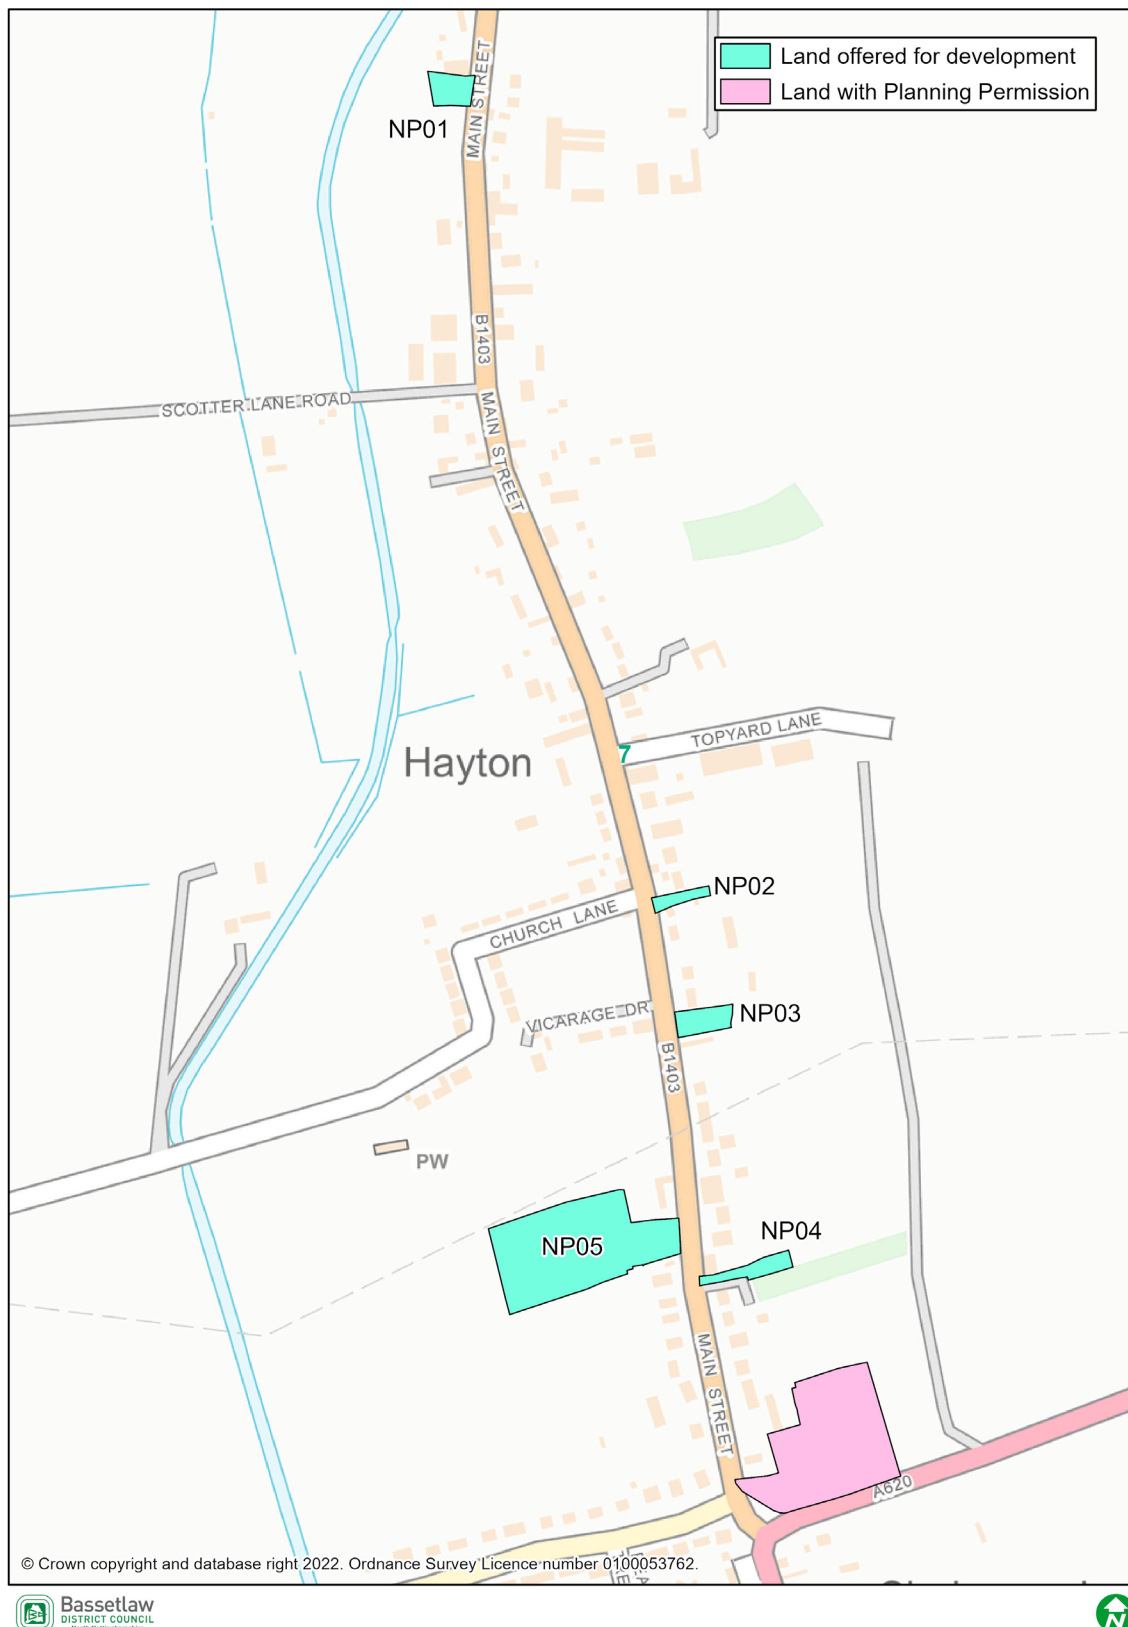 Land offered for development
Land with Planning Permission
MAIN STREET
NP01
B1403
SCOTTER LANE ROAD
MAIN STREET
TOPYARD LANE
7
Hayton
NP02
CHURCH LANE
NP03
VICARAGE DR
B1403
PW
NP04
NP05
MAIN STREET
A620
© Crown copyright and database right 2022. Ordnance Survey Licence number 0100053762.
Bassetlaw
DISTRICT COUNCIL
N